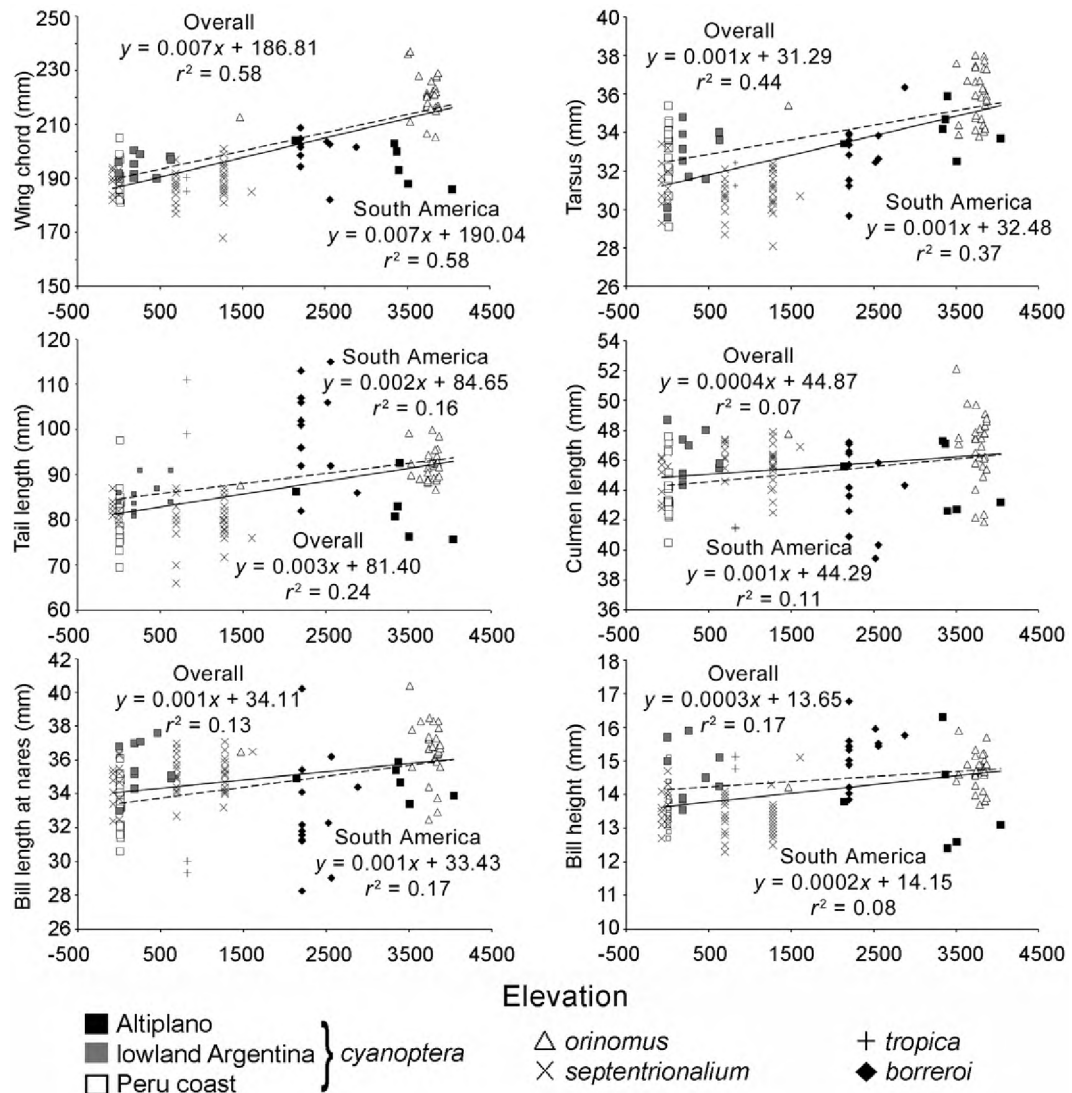 250
230
210
190
170
150
Wing chord (mm)
Overall
y = 0.007x + 186.81
r² = 0.58
South America
y = 0.007x + 190.04
r² = 0.58
-500 500 1500 2500 3500 4500
40
38
36
34
32
30
28
26
Tarsus (mm)
Overall
y = 0.001x + 31.29
r² = 0.44
South America
y = 0.001x + 32.48
r² = 0.37
-500 500 1500 2500 3500 4500
120
110
100
90
80
70
60
Tail length (mm)
South America
y = 0.002x + 84.65
r² = 0.16
Overall
y = 0.003x + 81.40
r² = 0.24
-500 500 1500 2500 3500 4500
54
52
50
48
46
44
42
40
38
36
Culmen length (mm)
Overall
y = 0.0004x + 44.87
r² = 0.07
South America
y = 0.001x + 44.29
r² = 0.11
-500 500 1500 2500 3500 4500
42
40
38
36
34
32
30
28
26
Bill length at nares (mm)
Overall
y = 0.001x + 34.11
r² = 0.13
South America
y = 0.001x + 33.43
r² = 0.17
-500 500 1500 2500 3500 4500
18
17
16
15
14
13
12
11
10
Bill height (mm)
Overall
y = 0.0003x + 13.65
r² = 0.17
South America
y = 0.0002x + 14.15
r² = 0.08
-500 500 1500 2500 3500 4500
Elevation
Altiplano
lowland Argentina
Peru coast
cyanoptera
orinomus
septentrionalium
tropica
borreroi